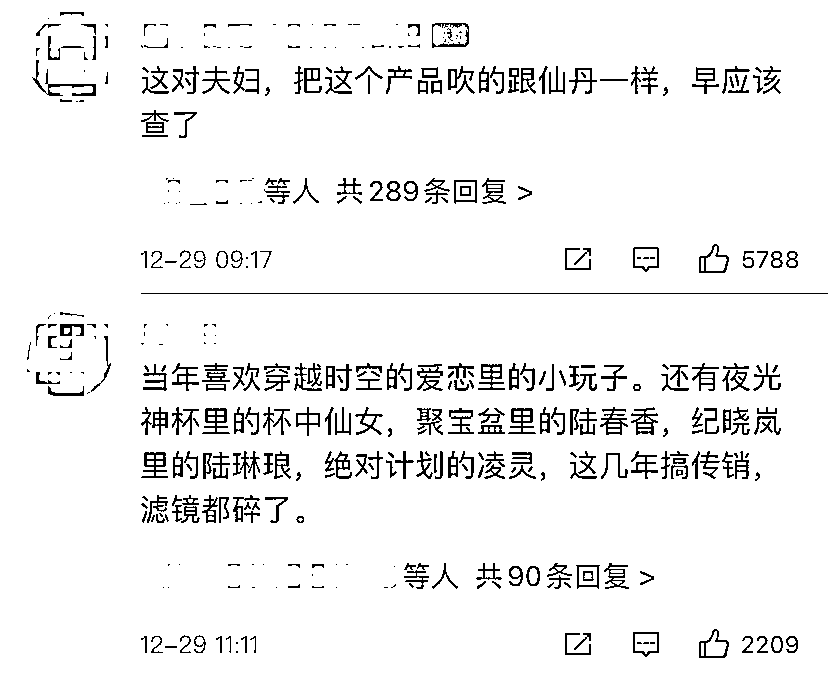 这对夫妇，把这个产品吹的跟仙丹一样，早应该
查了
等人 共289条回复 >
12-29 09:17 5788
当年喜欢穿越时空的爱恋里的小玩子。还有夜光
神杯里的杯中仙女，聚宝盆里的陆春香，纪晓岚
里的陆琳琅，绝对计划的凌灵，这几年搞传销，
滤镜都碎了。
等人 共90条回复 >
12-29 11:11 2209